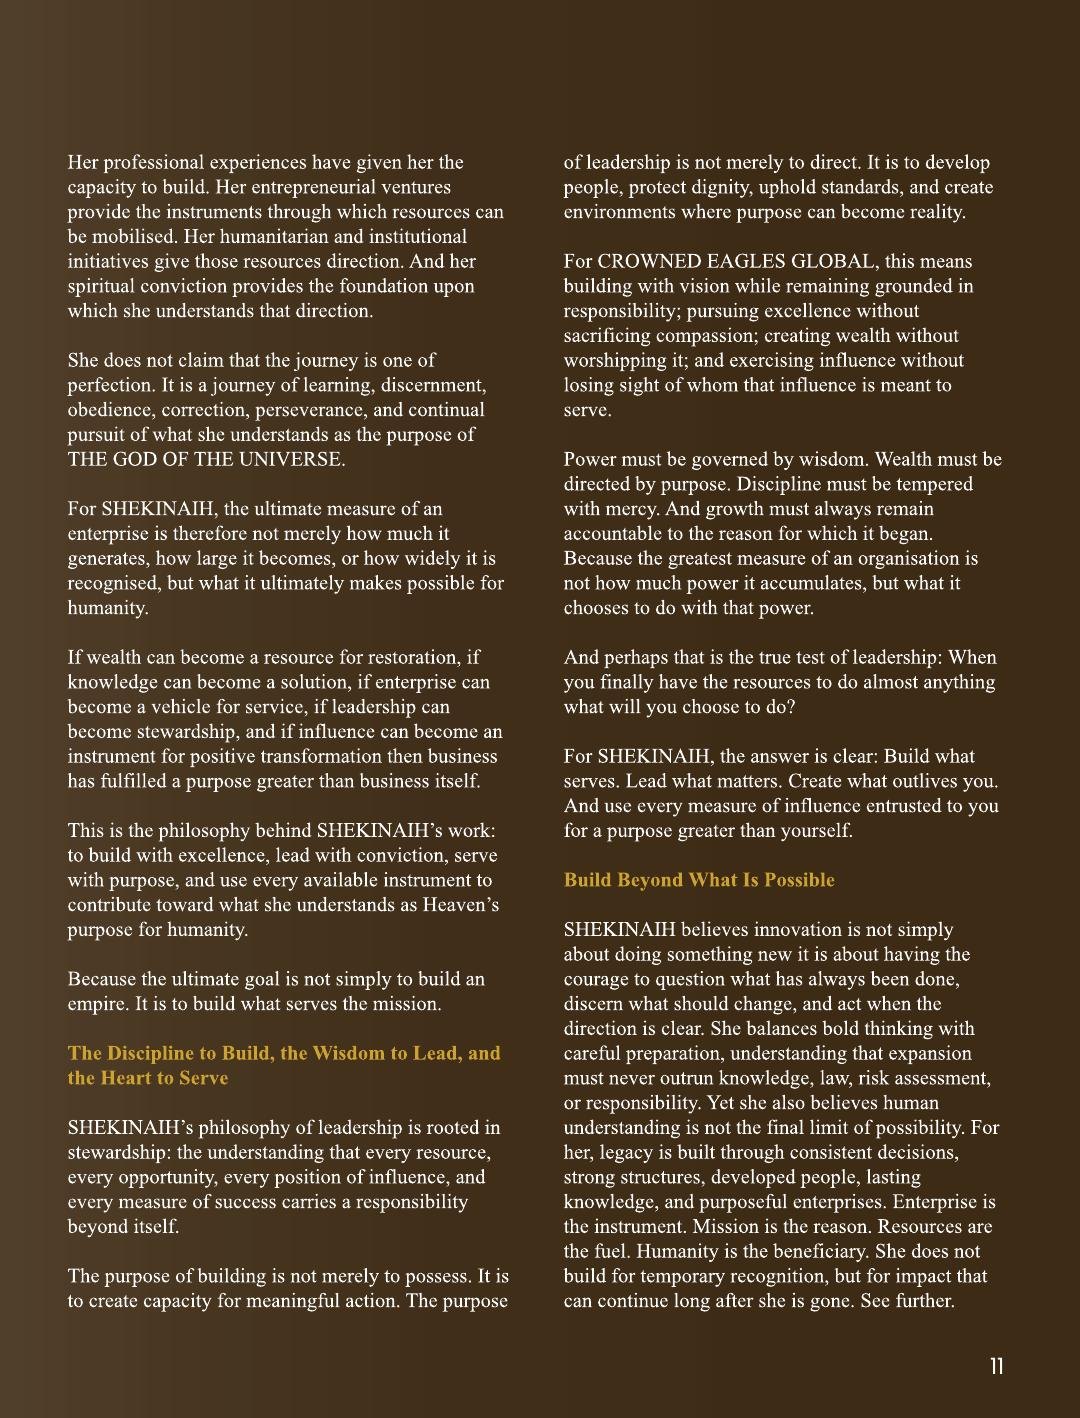 Her professional experiences have given her the
capacity to build. Her entrepreneurial ventures
provide the instruments through which resources can
be mobilised. Her humanitarian and institutional
initiatives give those resources direction. And her
spiritual conviction provides the foundation upon
which she understands that direction.
She does not claim that the journey is one of
perfection. It is a journey of learning, discernment,
obedience, correction, perseverance, and continual
pursuit of what she understands as the purpose of
THE GOD OF THE UNIVERSE.
For SHEKINAIH, the ultimate measure of an
enterprise is therefore not merely how much it
generates, how large it becomes, or how widely it is
recognised, but what it ultimately makes possible for
humanity.
If wealth can become a resource for restoration, if
knowledge can become a solution, if enterprise can
become a vehicle for service, if leadership can
become stewardship, and if influence can become an
instrument for positive transformation then business
has fulfilled a purpose greater than business itself.
This is the philosophy behind SHEKINAIH’s work:
to build with excellence, lead with conviction, serve
with purpose, and use every available instrument to
contribute toward what she understands as Heaven’s
purpose for humanity.
Because the ultimate goal is not simply to build an
empire. It is to build what serves the mission.
The Discipline to Build, the Wisdom to Lead, and
the Heart to Serve
SHEKINAIH’s philosophy of leadership is rooted in
stewardship: the understanding that every resource,
every opportunity, every position of influence, and
every measure of success carries a responsibility
beyond itself.
The purpose of building is not merely to possess. It is
to create capacity for meaningful action. The purpose
of leadership is not merely to direct. It is to develop
people, protect dignity, uphold standards, and create
environments where purpose can become reality.
For CROWNED EAGLES GLOBAL, this means
building with vision while remaining grounded in
responsibility; pursuing excellence without
sacrificing compassion; creating wealth without
worshipping it; and exercising influence without
losing sight of whom that influence is meant to
serve.
Power must be governed by wisdom. Wealth must be
directed by purpose. Discipline must be tempered
with mercy. And growth must always remain
accountable to the reason for which it began.
Because the greatest measure of an organisation is
not how much power it accumulates, but what it
chooses to do with that power.
And perhaps that is the true test of leadership: When
you finally have the resources to do almost anything
what will you choose to do?
For SHEKINAIH, the answer is clear: Build what
serves. Lead what matters. Create what outlives you.
And use every measure of influence entrusted to you
for a purpose greater than yourself.
Build Beyond What Is Possible
SHEKINAIH believes innovation is not simply
about doing something new it is about having the
courage to question what has always been done,
discern what should change, and act when the
direction is clear. She balances bold thinking with
careful preparation, understanding that expansion
must never outrun knowledge, law, risk assessment,
or responsibility. Yet she also believes human
understanding is not the final limit of possibility. For
her, legacy is built through consistent decisions,
strong structures, developed people, lasting
knowledge, and purposeful enterprises. Enterprise is
the instrument. Mission is the reason. Resources are
the fuel. Humanity is the beneficiary. She does not
build for temporary recognition, but for impact that
can continue long after she is gone. See further.
11